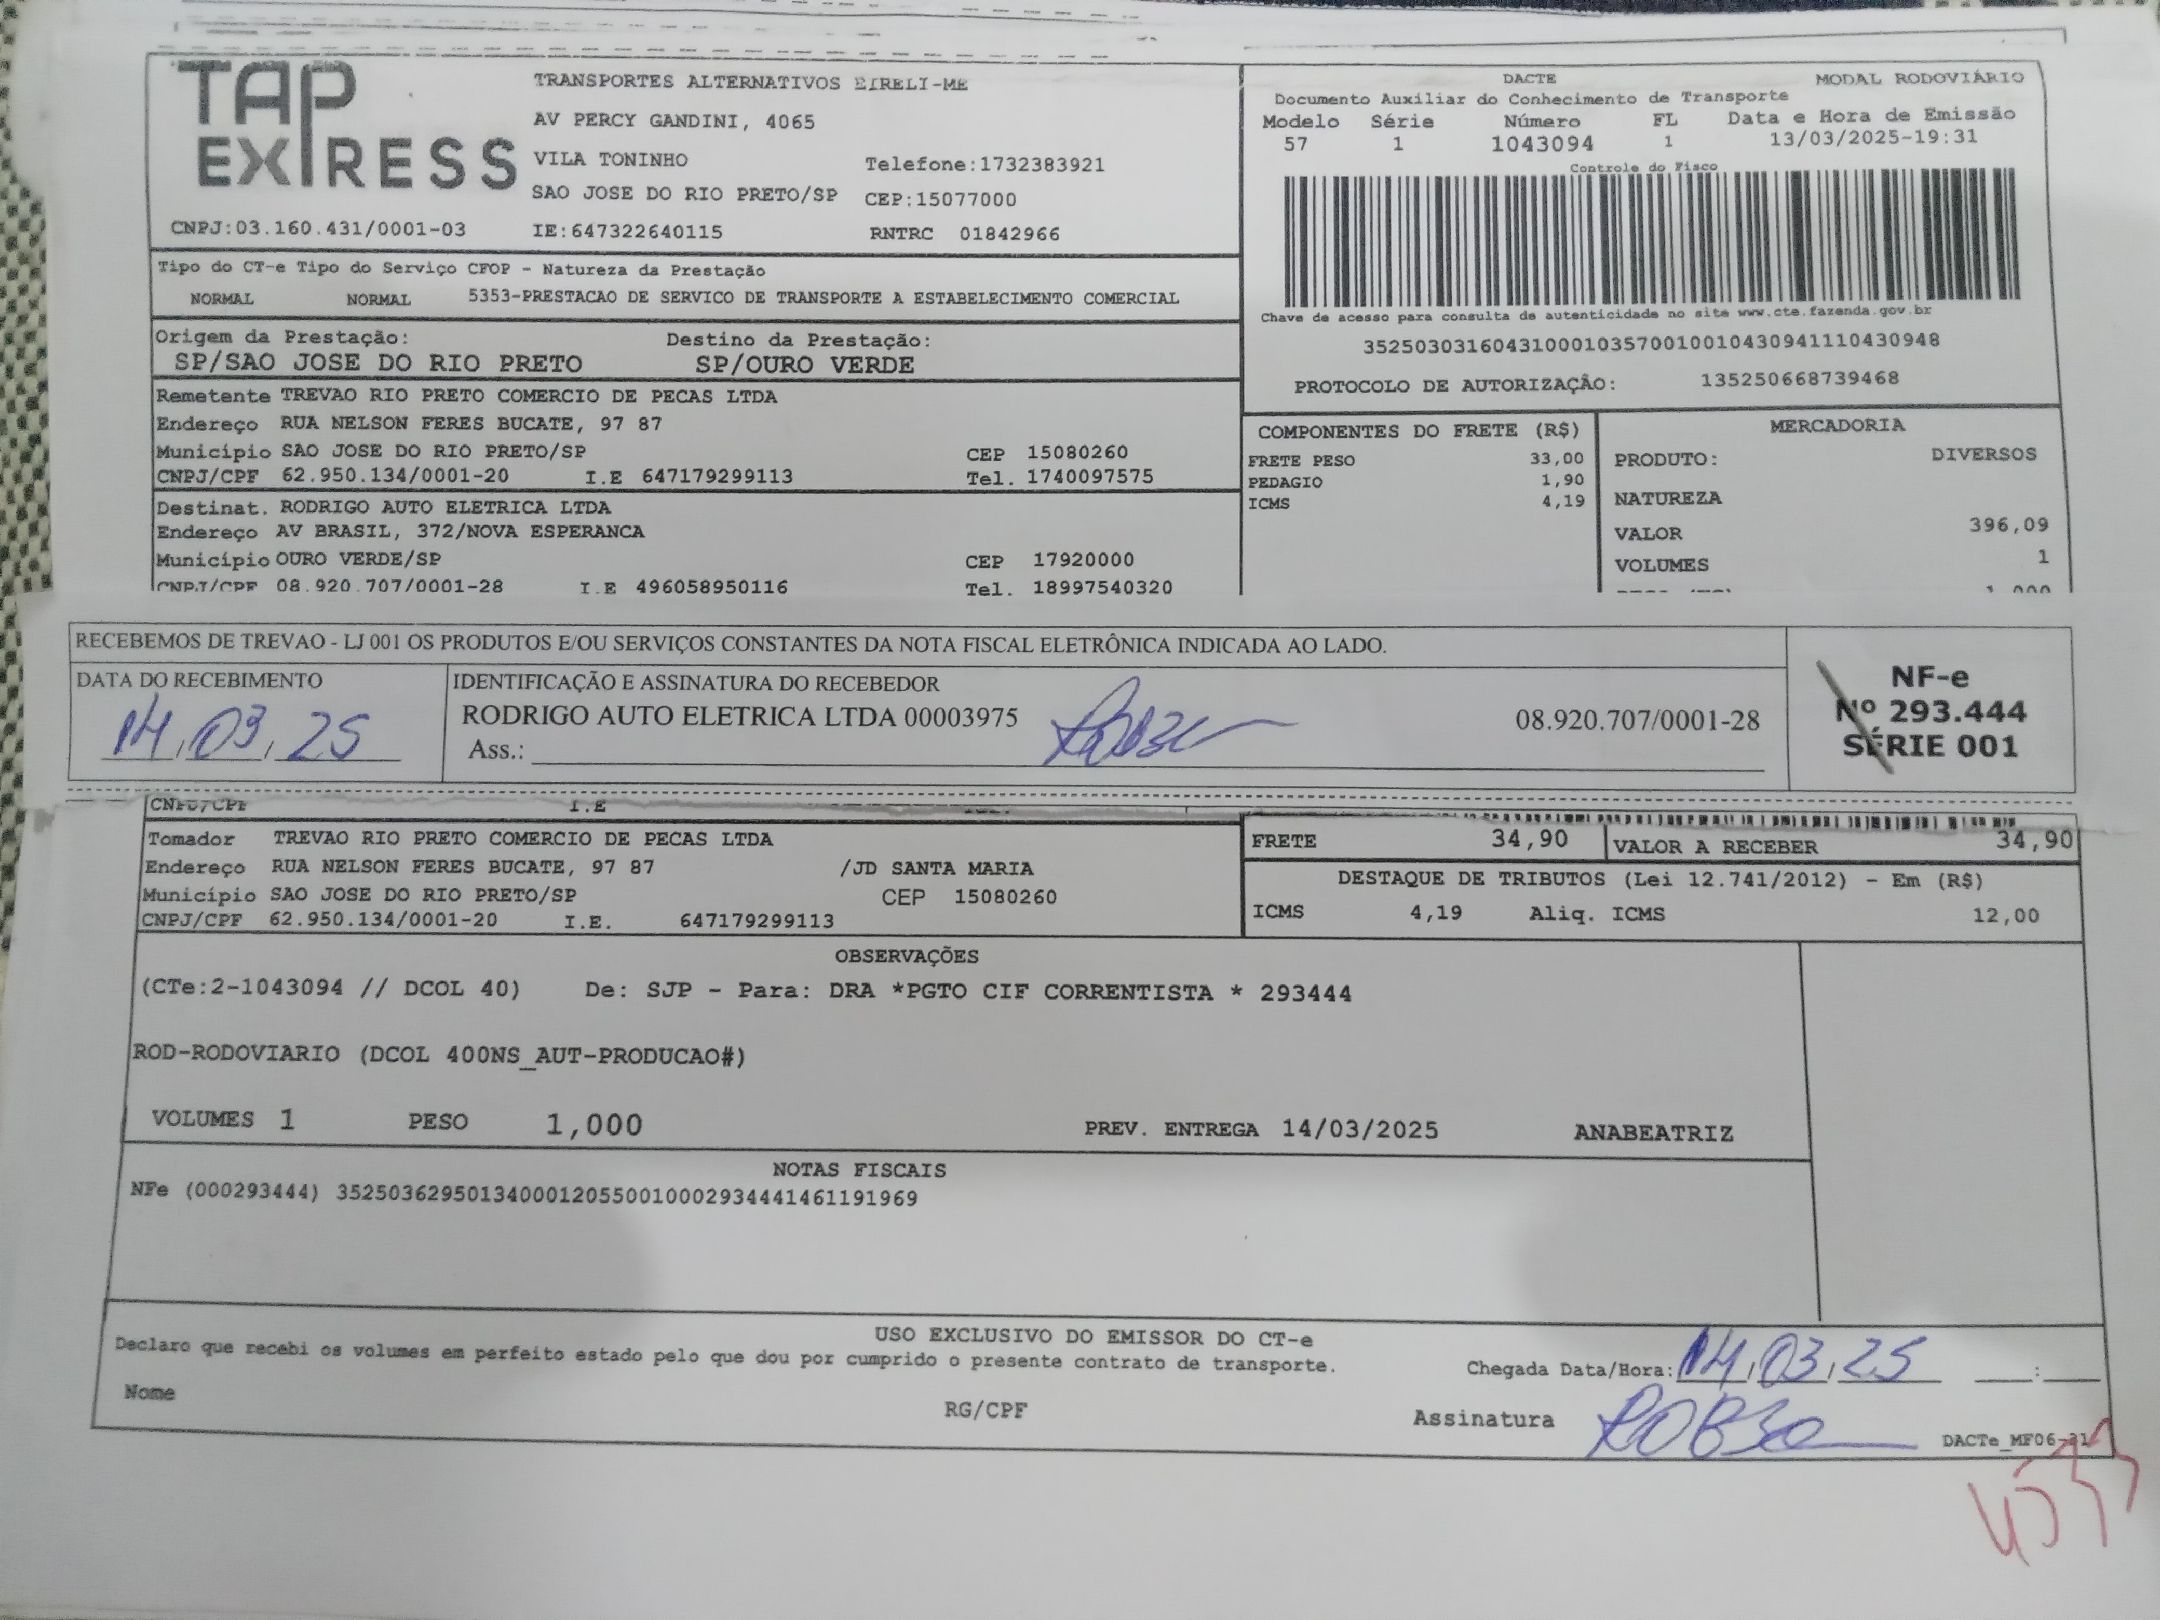 TAP EXPRESS
TRANSPORTES ALTERNATIVOS EIRELI-ME
AV PERCY GANDINI, 4065
VILA TONINHO Telefone:1732383921
SAO JOSE DO RIO PRETO/SP CEP:15077000
CNPJ:03.160.431/0001-03 IE:647322640115 RNTRC 01842966
DACTE MODAL RODOVIÁRIO
Documento Auxiliar do Conhecimento de Transporte
Modelo Série Número FL Data e Hora de Emissão
57 1 1043094 1 13/03/2025-19:31
Controle do Fisco
Chave de acesso para consulta de autenticidade no site www.cte.fazenda.gov.br
35250303160431000103570010010430941110430948
PROTOCOLO DE AUTORIZAÇÃO: 135250668739468
Tipo do CT-e Tipo do Serviço CFOP - Natureza da Prestação
NORMAL NORMAL 5353-PRESTACAO DE SERVICO DE TRANSPORTE A ESTABELECIMENTO COMERCIAL
Origem da Prestação: Destino da Prestação:
SP/SAO JOSE DO RIO PRETO SP/OURO VERDE
Remetente TREVAO RIO PRETO COMERCIO DE PECAS LTDA
Endereço RUA NELSON FERES BUCATE, 97 87
Município SAO JOSE DO RIO PRETO/SP CEP 15080260
CNPJ/CPF 62.950.134/0001-20 I.E 647179299113 Tel. 1740097575
Destinat. RODRIGO AUTO ELETRICA LTDA
Endereço AV BRASIL, 372/NOVA ESPERANCA
Município OURO VERDE/SP CEP 17920000
CNPJ/CPF 08.920.707/0001-28 I.E 496058950116 Tel. 18997540320
COMPONENTES DO FRETE (R$)
FRETE PESO 33,00
PEDAGIO 1,90
ICMS 4,19
MERCADORIA
PRODUTO: DIVERSOS
NATUREZA
VALOR 396,09
VOLUMES 1
RECEBEMOS DE TREVAO - LJ 001 OS PRODUTOS E/OU SERVIÇOS CONSTANTES DA NOTA FISCAL ELETRÔNICA INDICADA AO LADO.
DATA DO RECEBIMENTO IDENTIFICAÇÃO E ASSINATURA DO RECEBEDOR
RODRIGO AUTO ELETRICA LTDA 00003975 08.920.707/0001-28
14,03,25 Ass.:
NF-e
Nº 293.444
SÉRIE 001
CNPJ/CPF I.E
Tomador TREVAO RIO PRETO COMERCIO DE PECAS LTDA
Endereço RUA NELSON FERES BUCATE, 97 87 /JD SANTA MARIA
Município SAO JOSE DO RIO PRETO/SP CEP 15080260
CNPJ/CPF 62.950.134/0001-20 I.E. 647179299113
FRETE 34,90 VALOR A RECEBER 34,90
DESTAQUE DE TRIBUTOS (Lei 12.741/2012) - Em (R$)
ICMS 4,19 Aliq. ICMS 12,00
OBSERVAÇÕES
(CTe:2-1043094 // DCOL 40) De: SJP - Para: DRA *PGTO CIF CORRENTISTA * 293444
ROD-RODOVIARIO (DCOL 400NS_AUT-PRODUCAO#)
VOLUMES 1 PESO 1,000 PREV. ENTREGA 14/03/2025 ANABEATRIZ
NOTAS FISCAIS
NFe (000293444) 35250362950134000120550010002934441461191969
USO EXCLUSIVO DO EMISSOR DO CT-e
Declaro que recebi os volumes em perfeito estado pelo que dou por cumprido o presente contrato de transporte.
Chegada Data/Hora: 14,03,25 :
Nome RG/CPF Assinatura
DACTe_MF06-21